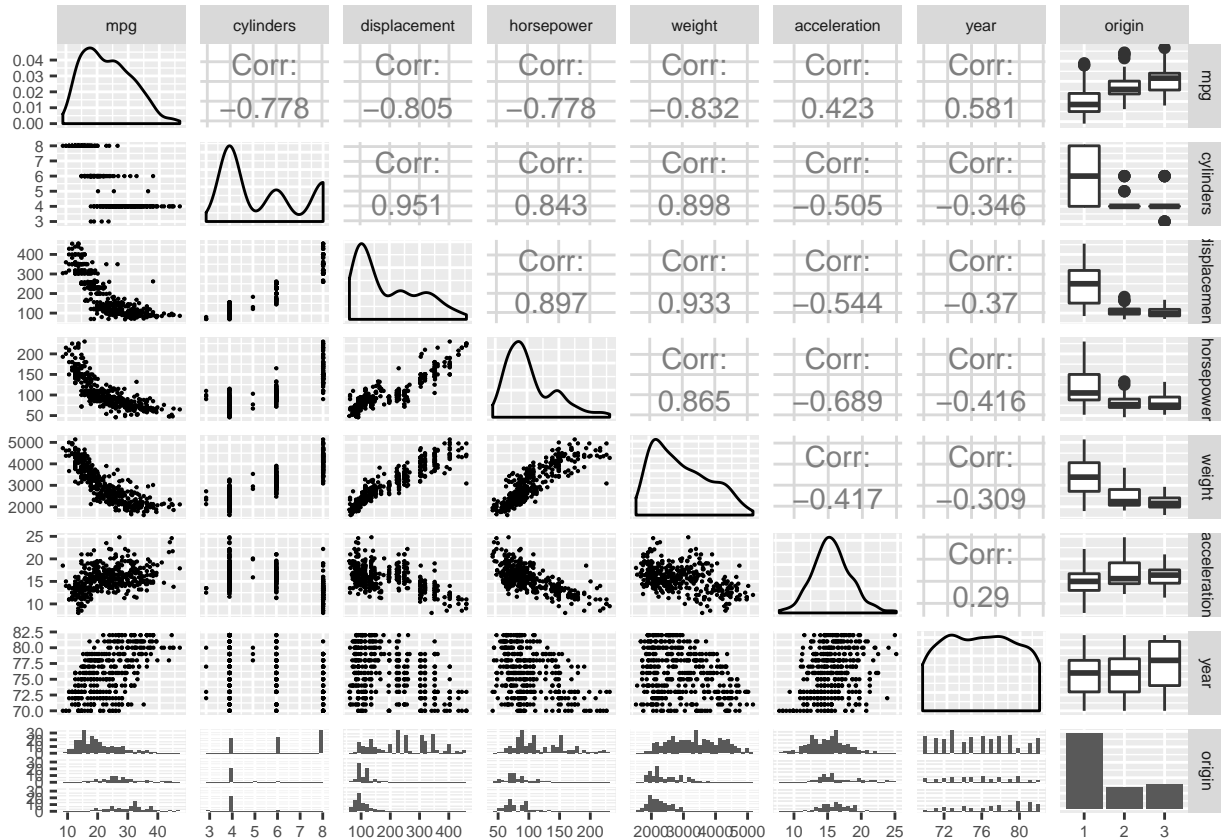 mpg cylinders displacement horsepower weight acceleration year origin
0.04
0.03
0.02
0.01
0.00
Corr: Corr: Corr: Corr: Corr: Corr:
−0.778 −0.805 −0.778 −0.832 0.423 0.581
mpg
8
7
6
5
4
3
Corr: Corr: Corr: Corr: Corr:
0.951 0.843 0.898 −0.505 −0.346
cylinders
400
300
200
100
Corr: Corr: Corr: Corr:
0.897 0.933 −0.544 −0.37
displacemen
200
150
100
50
Corr: Corr: Corr:
0.865 −0.689 −0.416
horsepower
5000
4000
3000
2000
Corr: Corr:
−0.417 −0.309
weight
25
20
15
10
Corr:
0.29
acceleration
82.5
80.0
77.5
75.0
72.5
70.0
year
origin
10 20 30 40 3 4 5 6 7 8 100 200 300 400 50 100 150 200 2000 3000 4000 5000 10 15 20 25 72 76 80 1 2 3